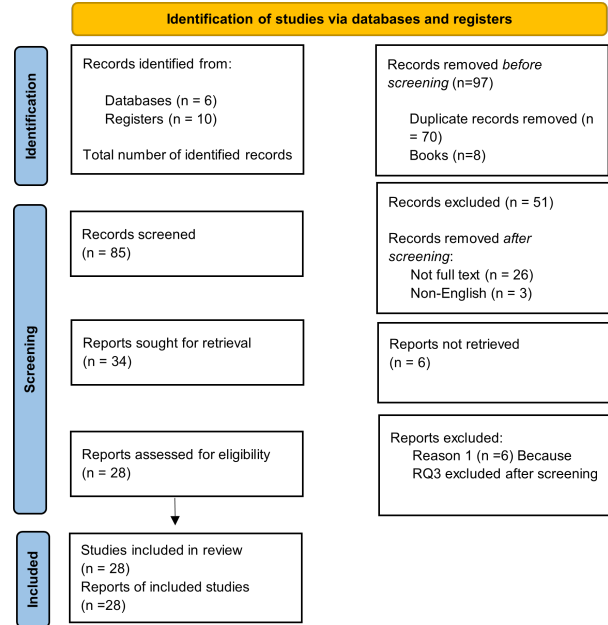 Identification of studies via databases and registers
Identification
Records identified from:
Databases (n = 6)
Registers (n = 10)
Total number of identified records
Records removed before
screening (n=97)
Duplicate records removed (n
= 70)
Books (n=8)
Screening
Records screened
(n = 85)
Records excluded (n = 51)
Records removed after
screening:
Not full text (n = 26)
Non-English (n = 3)
Reports sought for retrieval
(n = 34)
Reports not retrieved
(n = 6)
Reports assessed for eligibility
(n = 28)
Reports excluded:
Reason 1 (n =6) Because
RQ3 excluded after screening
Included
Studies included in review
(n = 28)
Reports of included studies
(n =28)